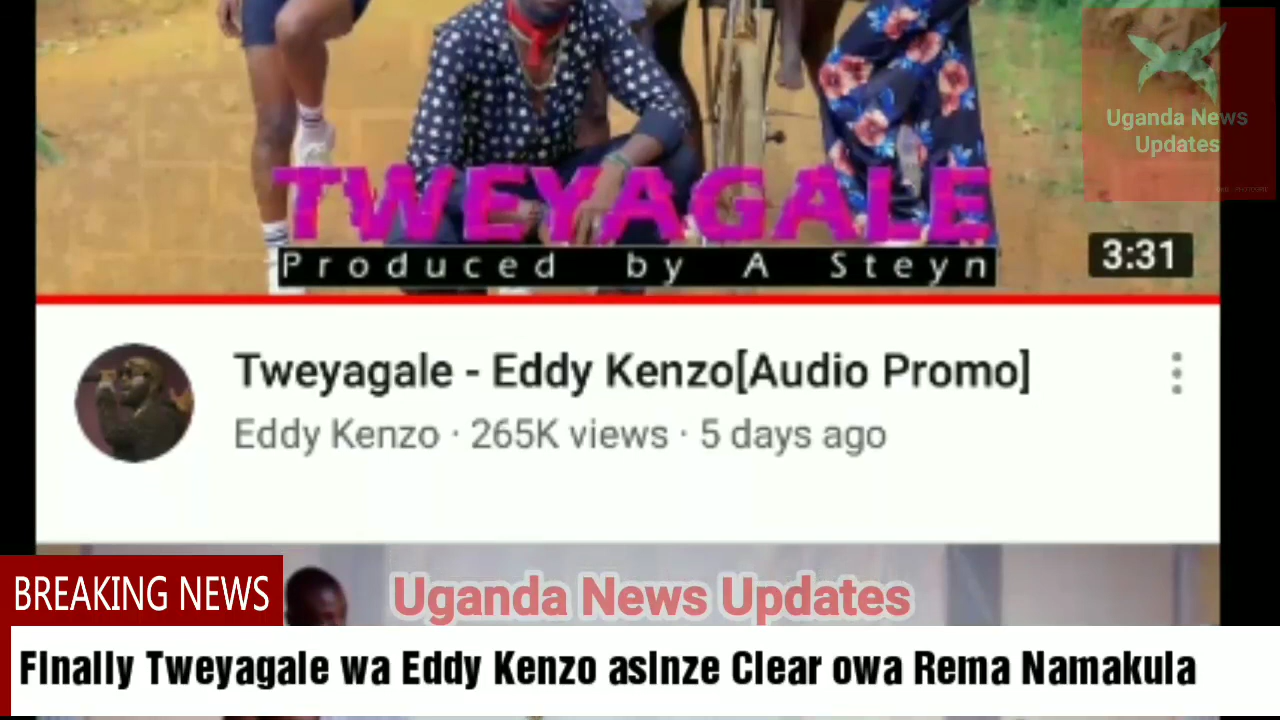 Uganda News
Updates
TWEYAGALE
Produced by A Steyn
3:31
Tweyagale - Eddy Kenzo[Audio Promo]
Eddy Kenzo · 265K views · 5 days ago
BREAKING NEWS
Uganda News Updates
FInally Tweyagale wa Eddy Kenzo asInze Clear owa Rema Namakula